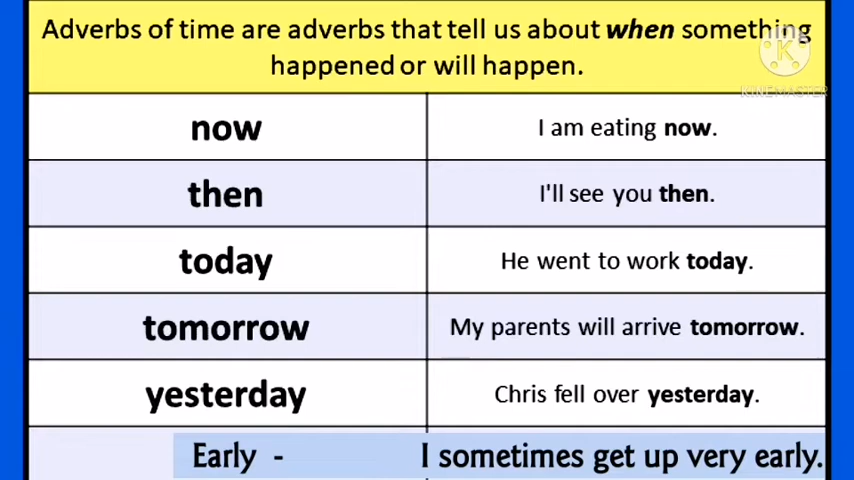 Adverbs of time are adverbs that tell us about when something
happened or will happen.
K
KINEMASTER
now I am eating now.
then I'll see you then.
today He went to work today.
tomorrow My parents will arrive tomorrow.
yesterday Chris fell over yesterday.
Early - I sometimes get up very early.